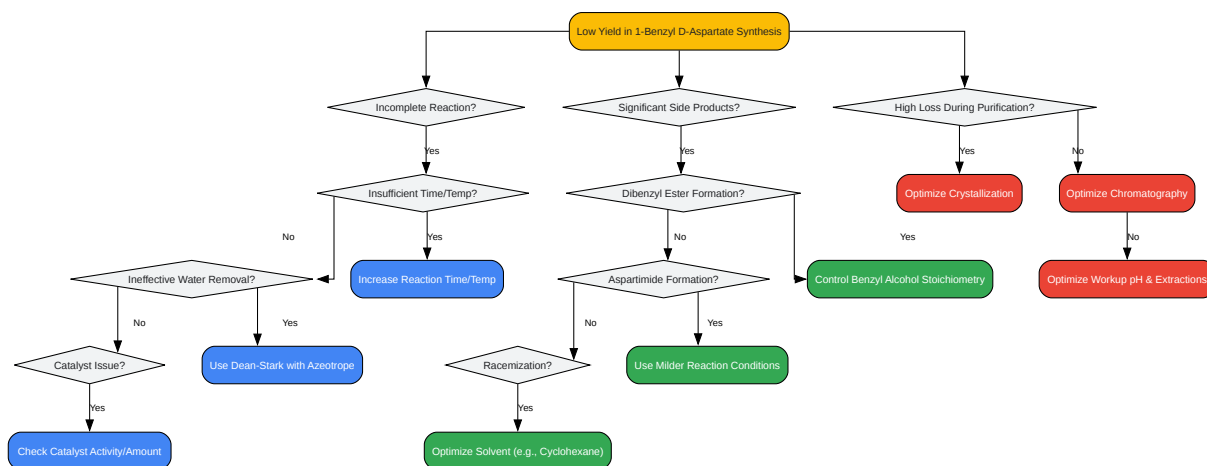 Low Yield in 1-Benzyl D-Aspartate Synthesis
Incomplete Reaction?
Significant Side Products?
High Loss During Purification?
Yes
Yes
Yes
No
Insufficient Time/Temp?
Dibenzyl Ester Formation?
Optimize Crystallization
Optimize Chromatography
No
Yes
No
Yes
No
Ineffective Water Removal?
Increase Reaction Time/Temp
Aspartimide Formation?
Control Benzyl Alcohol Stoichiometry
Optimize Workup pH & Extractions
No
Yes
No
Yes
Catalyst Issue?
Use Dean-Stark with Azeotrope
Racemization?
Use Milder Reaction Conditions
Yes
Yes
Check Catalyst Activity/Amount
Optimize Solvent (e.g., Cyclohexane)